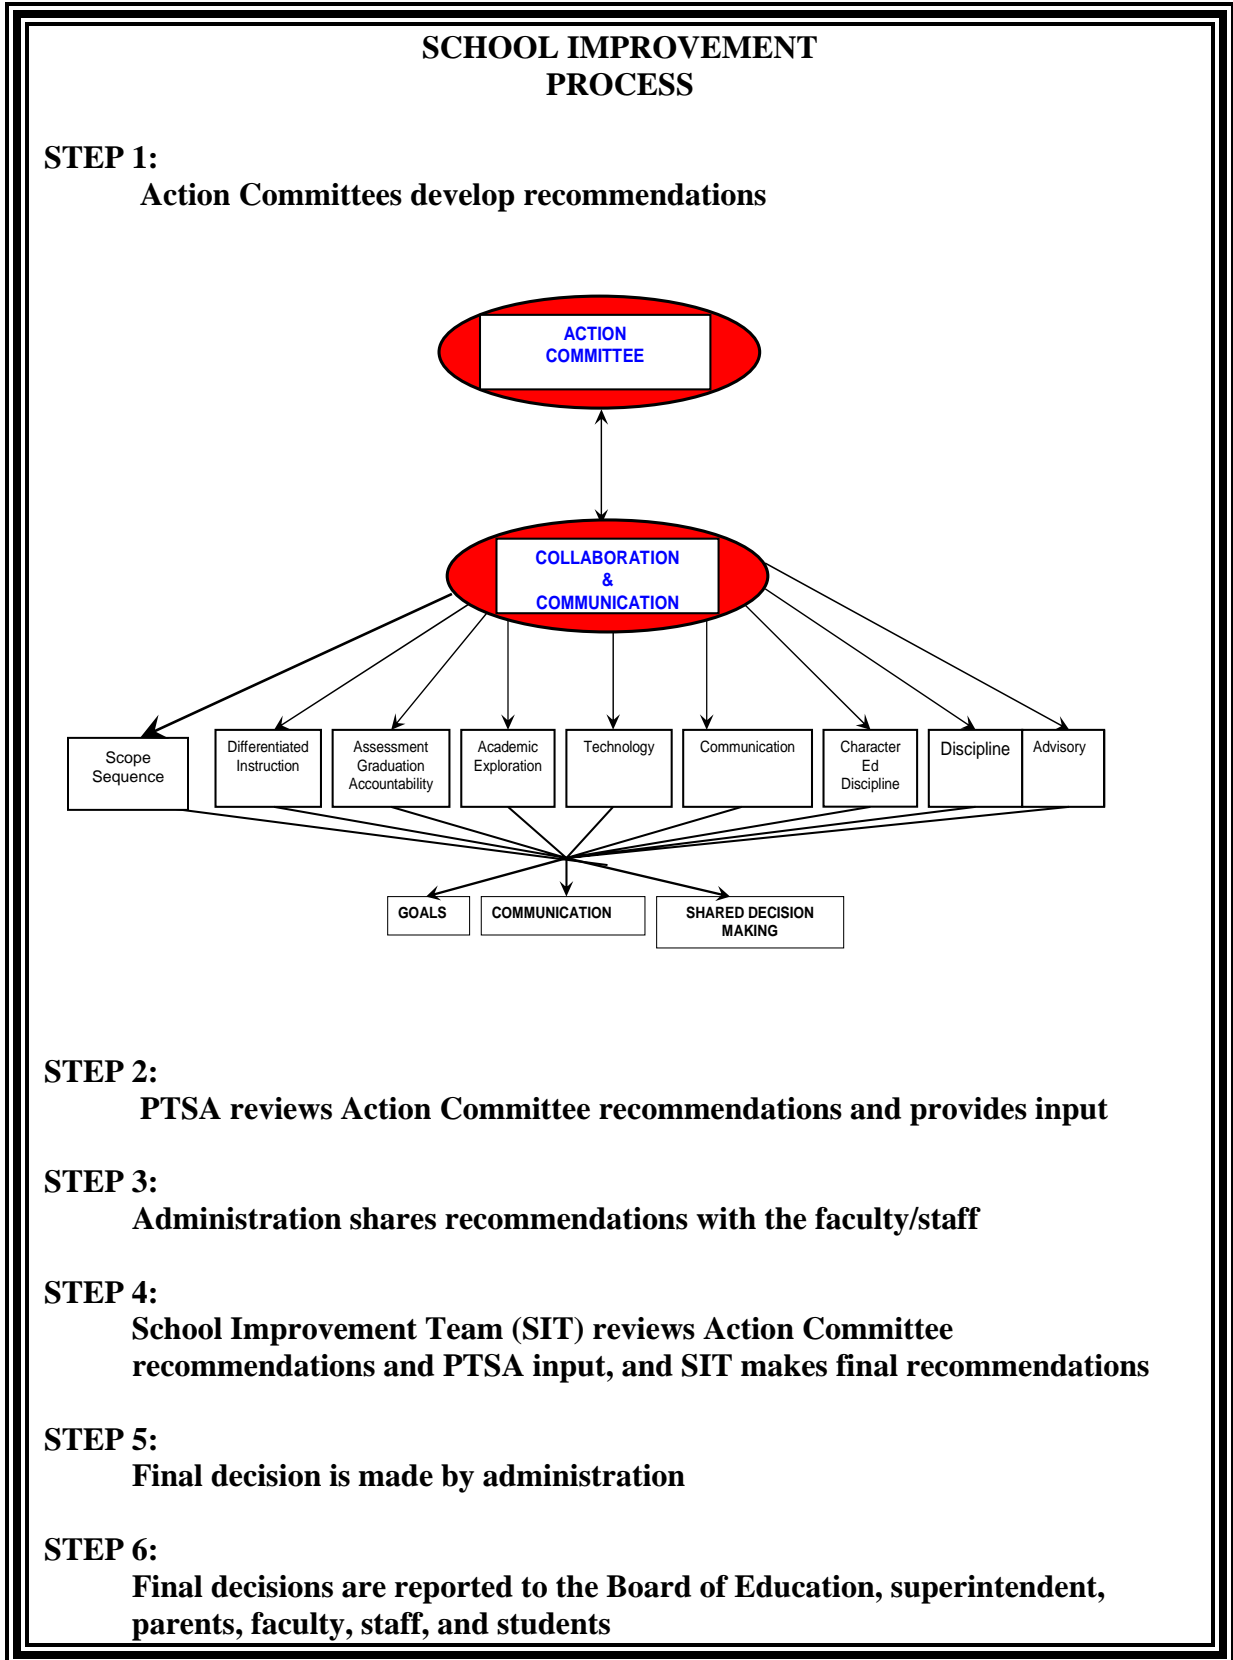 SCHOOL IMPROVEMENT
PROCESS
STEP 1:
Action Committees develop recommendations
ACTION
COMMITTEE
COLLABORATION
&
COMMUNICATION
Scope
Sequence
Differentiated
Instruction
Assessment
Graduation
Accountability
Academic
Exploration
Technology
Communication
Character
Ed
Discipline
Discipline
Advisory
GOALS
COMMUNICATION
SHARED DECISION
MAKING
STEP 2:
PTSA reviews Action Committee recommendations and provides input
STEP 3:
Administration shares recommendations with the faculty/staff
STEP 4:
School Improvement Team (SIT) reviews Action Committee
recommendations and PTSA input, and SIT makes final recommendations
STEP 5:
Final decision is made by administration
STEP 6:
Final decisions are reported to the Board of Education, superintendent,
parents, faculty, staff, and students